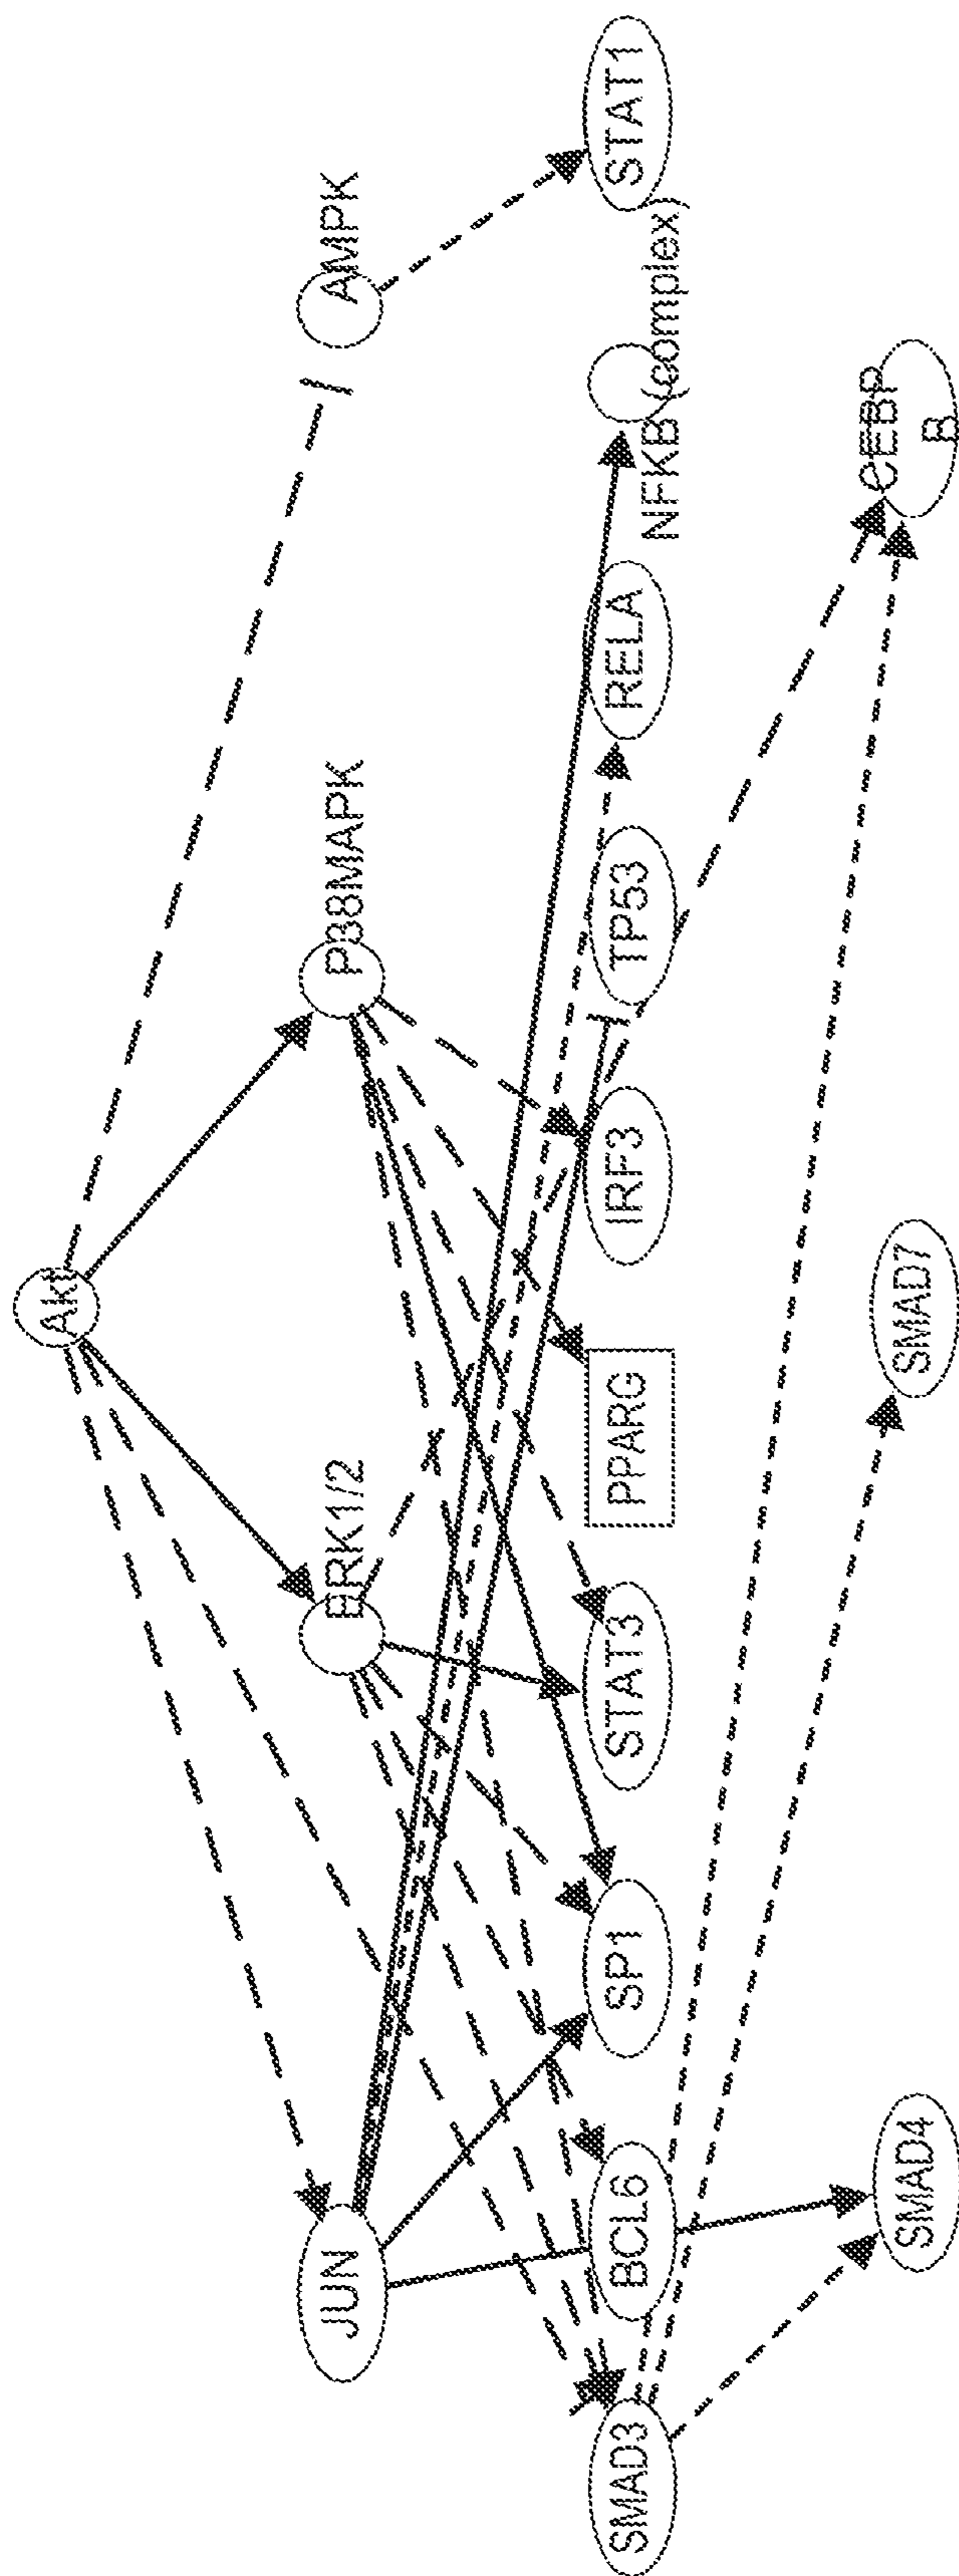 Akt
JUN
ERK1/2
P38MAPK
AMPK
SMAD3
BCL6
SP1
STAT3
PPARG
IRF3
TP53
RELA
NFKB (complex)
STAT1
SMAD4
SMAD7
CEBP
B